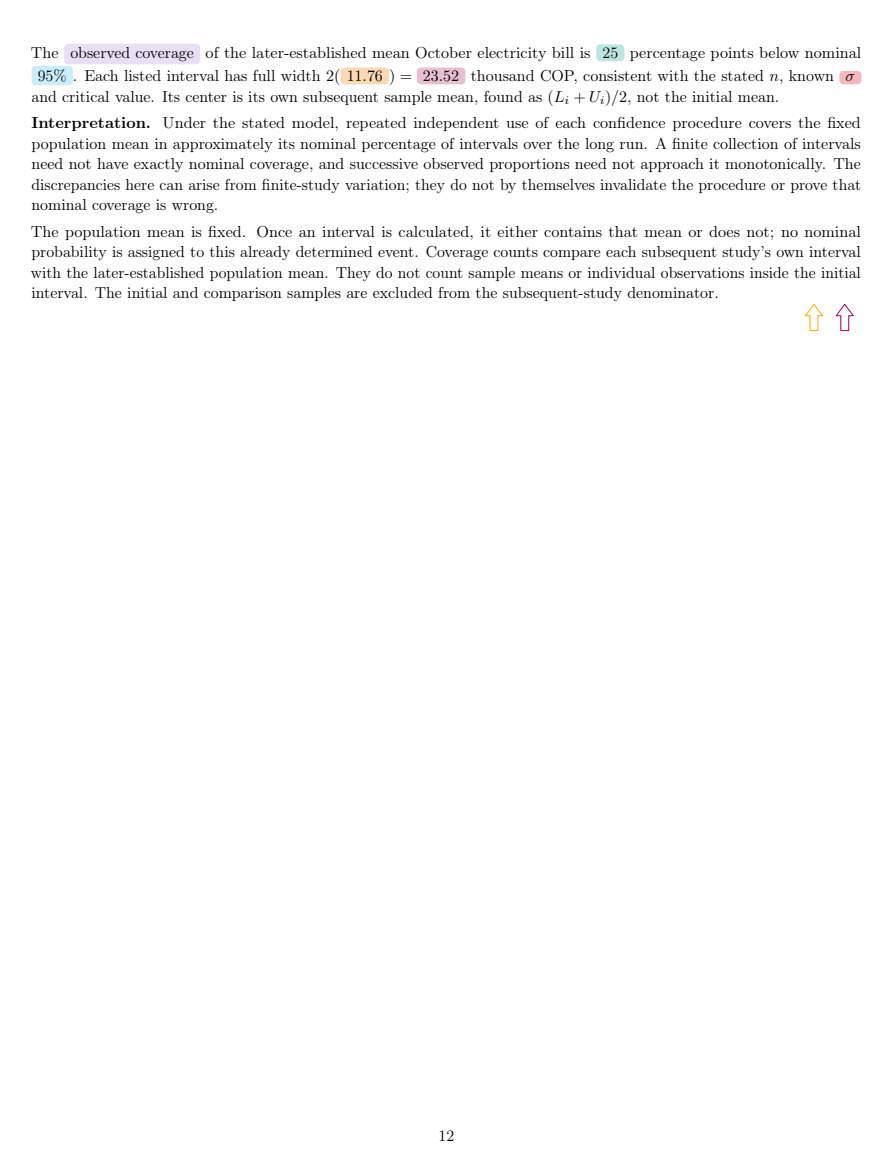 The observed coverage of the later-established mean October electricity bill is 25 percentage points below nominal
95% . Each listed interval has full width 2( 11.76 ) = 23.52 thousand COP, consistent with the stated n, known σ
and critical value. Its center is its own subsequent sample mean, found as (Lᵢ + Uᵢ)/2, not the initial mean.
Interpretation. Under the stated model, repeated independent use of each confidence procedure covers the fixed
population mean in approximately its nominal percentage of intervals over the long run. A finite collection of intervals
need not have exactly nominal coverage, and successive observed proportions need not approach it monotonically. The
discrepancies here can arise from finite-study variation; they do not by themselves invalidate the procedure or prove that
nominal coverage is wrong.
The population mean is fixed. Once an interval is calculated, it either contains that mean or does not; no nominal
probability is assigned to this already determined event. Coverage counts compare each subsequent study's own interval
with the later-established population mean. They do not count sample means or individual observations inside the initial
interval. The initial and comparison samples are excluded from the subsequent-study denominator.
12